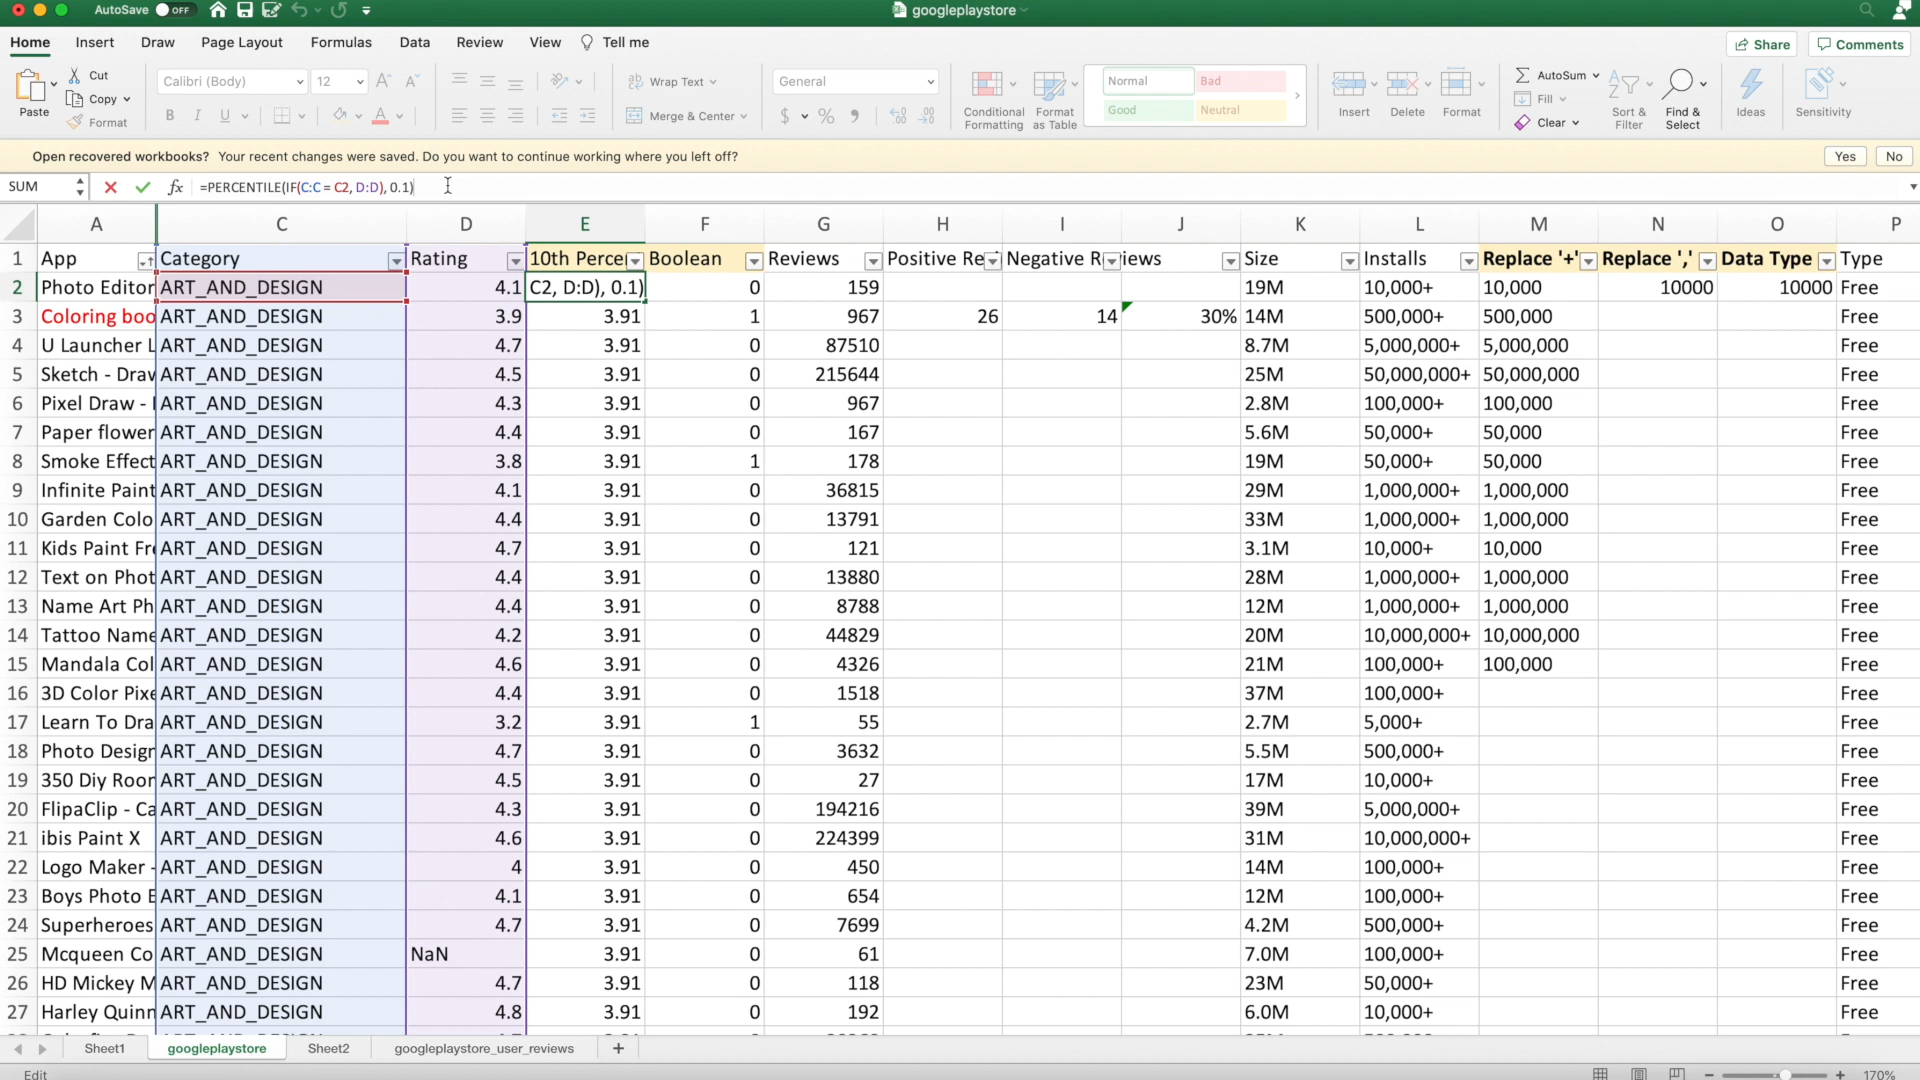 AutoSave OFF googleplaystore
Home Insert Draw Page Layout Formulas Data Review View Tell me Share Comments
Paste Cut Copy Format
Calibri (Body) 12 B I U
Wrap Text Merge & Center
General $ %
Conditional Formatting Format as Table
Normal Bad Good Neutral
Insert Delete Format
AutoSum Fill Clear
Sort & Filter Find & Select Ideas Sensitivity
Open recovered workbooks? Your recent changes were saved. Do you want to continue working where you left off? Yes No
SUM fx =PERCENTILE(IF(C:C = C2, D:D), 0.1)
A C D E F G H I J K L M N O P
1 App Category Rating 10th Percer Boolean Reviews Positive Re Negative R iews Size Installs Replace '+' Replace ',' Data Type Type
2 Photo Editor ART_AND_DESIGN 4.1 C2, D:D), 0.1) 0 159 19M 10,000+ 10,000 10000 10000 Free
3 Coloring boo ART_AND_DESIGN 3.9 3.91 1 967 26 14 30% 14M 500,000+ 500,000 Free
4 U Launcher L ART_AND_DESIGN 4.7 3.91 0 87510 8.7M 5,000,000+ 5,000,000 Free
5 Sketch - Drav ART_AND_DESIGN 4.5 3.91 0 215644 25M 50,000,000+ 50,000,000 Free
6 Pixel Draw - ART_AND_DESIGN 4.3 3.91 0 967 2.8M 100,000+ 100,000 Free
7 Paper flower ART_AND_DESIGN 4.4 3.91 0 167 5.6M 50,000+ 50,000 Free
8 Smoke Effect ART_AND_DESIGN 3.8 3.91 1 178 19M 50,000+ 50,000 Free
9 Infinite Paint ART_AND_DESIGN 4.1 3.91 0 36815 29M 1,000,000+ 1,000,000 Free
10 Garden Colo ART_AND_DESIGN 4.4 3.91 0 13791 33M 1,000,000+ 1,000,000 Free
11 Kids Paint Fr ART_AND_DESIGN 4.7 3.91 0 121 3.1M 10,000+ 10,000 Free
12 Text on Phot ART_AND_DESIGN 4.4 3.91 0 13880 28M 1,000,000+ 1,000,000 Free
13 Name Art Ph ART_AND_DESIGN 4.4 3.91 0 8788 12M 1,000,000+ 1,000,000 Free
14 Tattoo Name ART_AND_DESIGN 4.2 3.91 0 44829 20M 10,000,000+ 10,000,000 Free
15 Mandala Col ART_AND_DESIGN 4.6 3.91 0 4326 21M 100,000+ 100,000 Free
16 3D Color Pixe ART_AND_DESIGN 4.4 3.91 0 1518 37M 100,000+ Free
17 Learn To Dra ART_AND_DESIGN 3.2 3.91 1 55 2.7M 5,000+ Free
18 Photo Design ART_AND_DESIGN 4.7 3.91 0 3632 5.5M 500,000+ Free
19 350 Diy Roor ART_AND_DESIGN 4.5 3.91 0 27 17M 10,000+ Free
20 FlipaClip - Ca ART_AND_DESIGN 4.3 3.91 0 194216 39M 5,000,000+ Free
21 ibis Paint X ART_AND_DESIGN 4.6 3.91 0 224399 31M 10,000,000+ Free
22 Logo Maker - ART_AND_DESIGN 4 3.91 0 450 14M 100,000+ Free
23 Boys Photo E ART_AND_DESIGN 4.1 3.91 0 654 12M 100,000+ Free
24 Superheroes ART_AND_DESIGN 4.7 3.91 0 7699 4.2M 500,000+ Free
25 Mcqueen Co ART_AND_DESIGN NaN 3.91 0 61 7.0M 100,000+ Free
26 HD Mickey M ART_AND_DESIGN 4.7 3.91 0 118 23M 50,000+ Free
27 Harley Quinn ART_AND_DESIGN 4.8 3.91 0 192 6.0M 10,000+ Free
Sheet1 googleplaystore Sheet2 googleplaystore_user_reviews +
Edit 170%